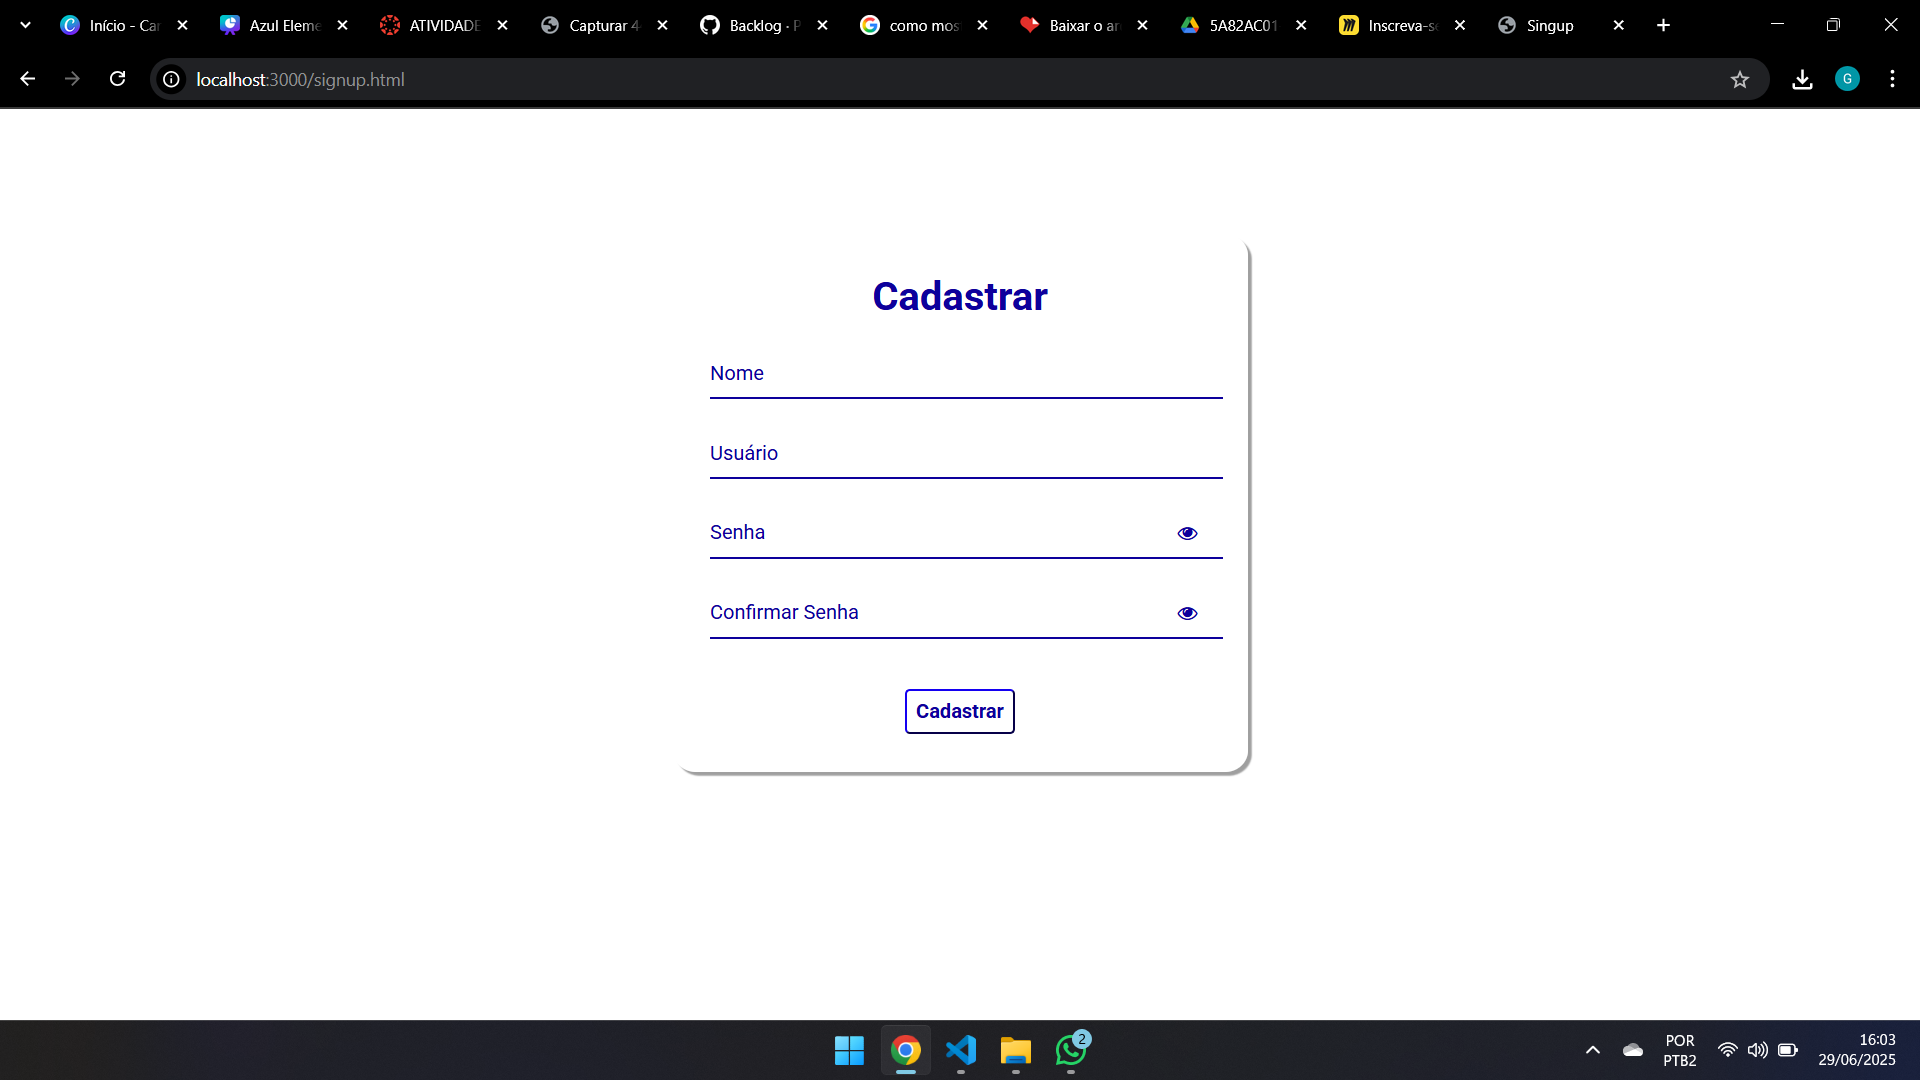 Início - Car
Azul Eleme
ATIVIDADE
Capturar 4
Backlog · P
como mos
Baixar o ar
5A82AC01
Inscreva-se
Singup
localhost:3000/signup.html
G
Cadastrar
Nome
Usuário
Senha
Confirmar Senha
Cadastrar
2
POR
PTB2
16:03
29/06/2025